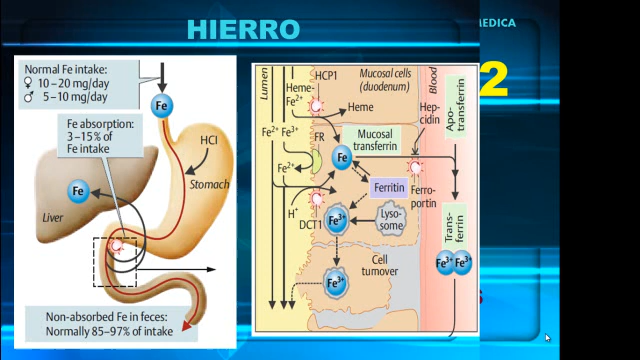 HIERRO
MEDICA
2
Normal Fe intake:
♀ 10–20 mg/day
♂ 5–10 mg/day
Fe
Fe absorption:
3–15% of
Fe intake
HCl
Stomach
Fe
Liver
Non-absorbed Fe in feces:
Normally 85–97% of intake
Lumen
HCP1
Mucosal cells
(duodenum)
Blood
Heme-
Fe2+
Heme
Hep-
cidin
Apo-
transferrin
Fe2+ Fe3+
FR
Mucosal
transferrin
Fe
Fe2+
Ferritin
Ferro-
portin
H+
DCT1
Fe3+
Lyso-
some
Trans-
ferrin
Cell
turnover
Fe3+ Fe3+
Fe3+